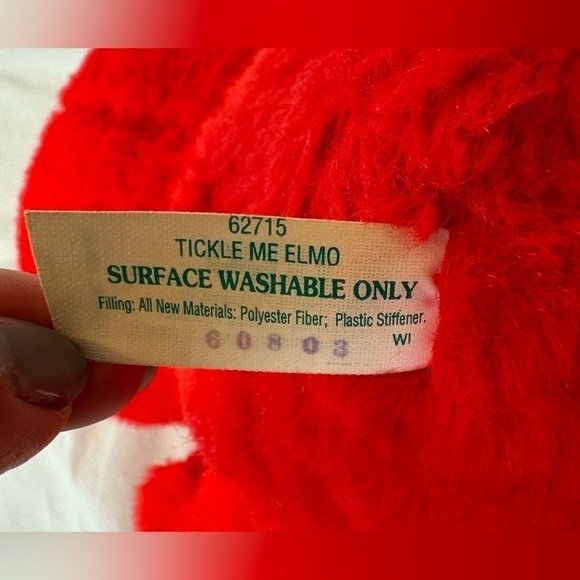 62715
TICKLE ME ELMO
SURFACE WASHABLE ONLY
Filling: All New Materials: Polyester Fiber; Plastic Stiffener.
60803
WI